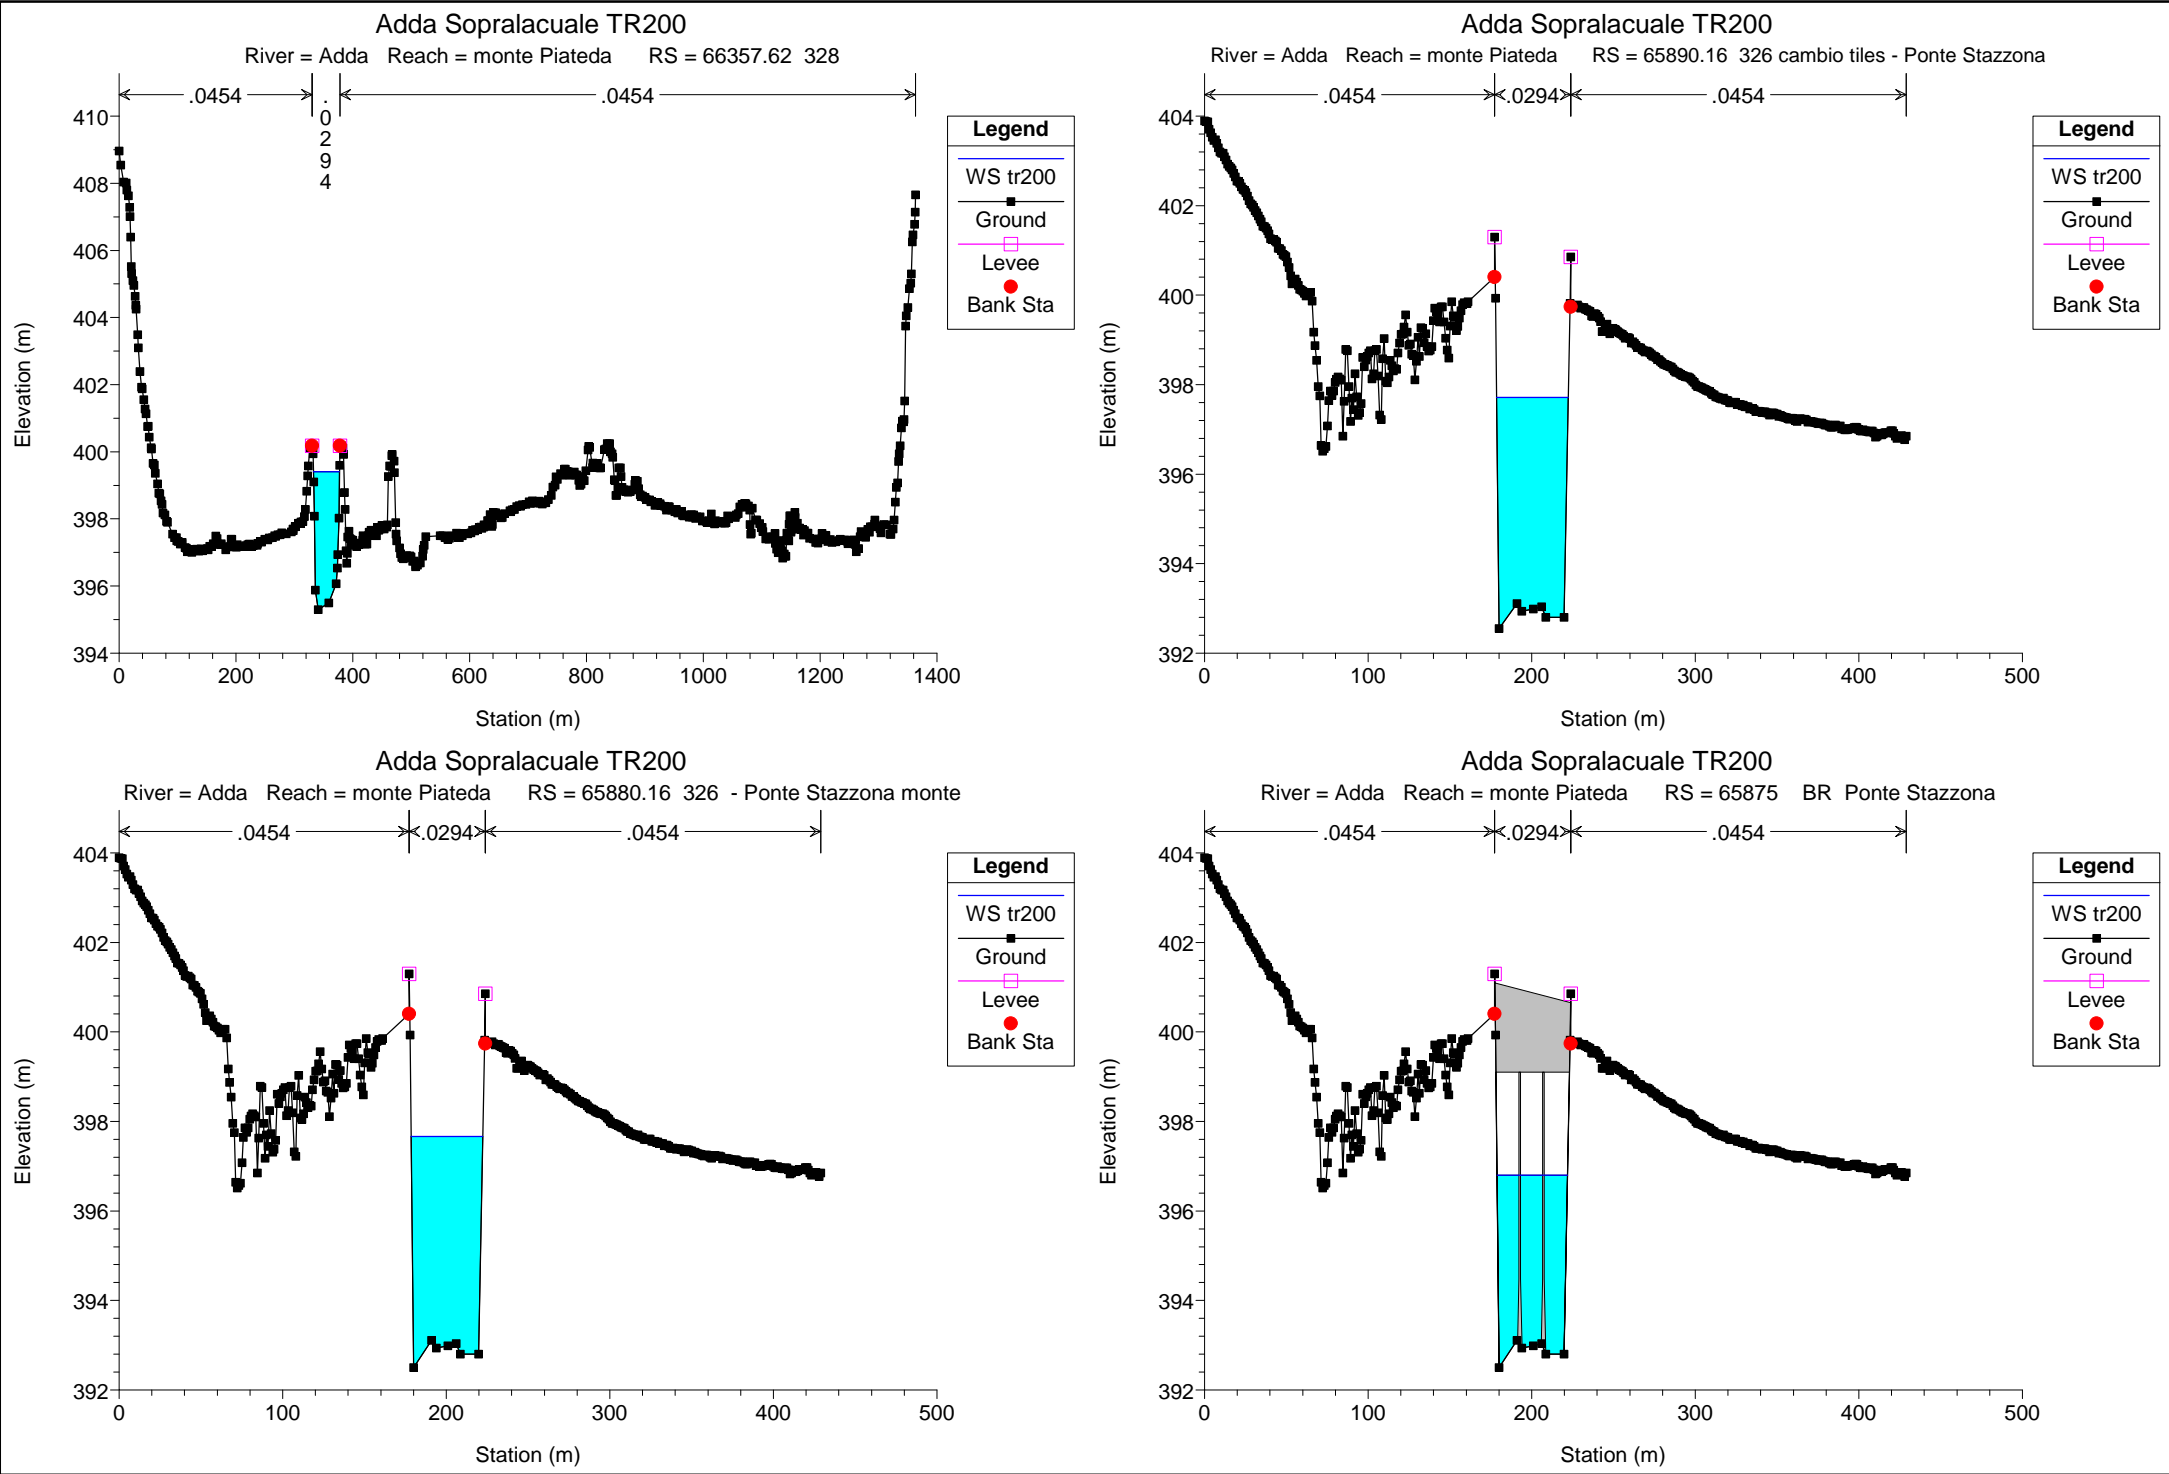 Adda Sopralacuale TR200
River = Adda Reach = monte Piateda RS = 66357.62 328
.0454
.0294
.0454
410
408
406
404
402
400
398
396
394
0 200 400 600 800 1000 1200 1400
Elevation (m)
Station (m)
Legend
WS tr200
Ground
Levee
Bank Sta
Adda Sopralacuale TR200
River = Adda Reach = monte Piateda RS = 65890.16 326 cambio tiles - Ponte Stazzona
.0454 .0294 .0454
404
402
400
398
396
394
392
0 100 200 300 400 500
Elevation (m)
Station (m)
Legend
WS tr200
Ground
Levee
Bank Sta
Adda Sopralacuale TR200
River = Adda Reach = monte Piateda RS = 65880.16 326 - Ponte Stazzona monte
.0454 .0294 .0454
404
402
400
398
396
394
392
0 100 200 300 400 500
Elevation (m)
Station (m)
Legend
WS tr200
Ground
Levee
Bank Sta
Adda Sopralacuale TR200
River = Adda Reach = monte Piateda RS = 65875 BR Ponte Stazzona
.0454 .0294 .0454
404
402
400
398
396
394
392
0 100 200 300 400 500
Elevation (m)
Station (m)
Legend
WS tr200
Ground
Levee
Bank Sta